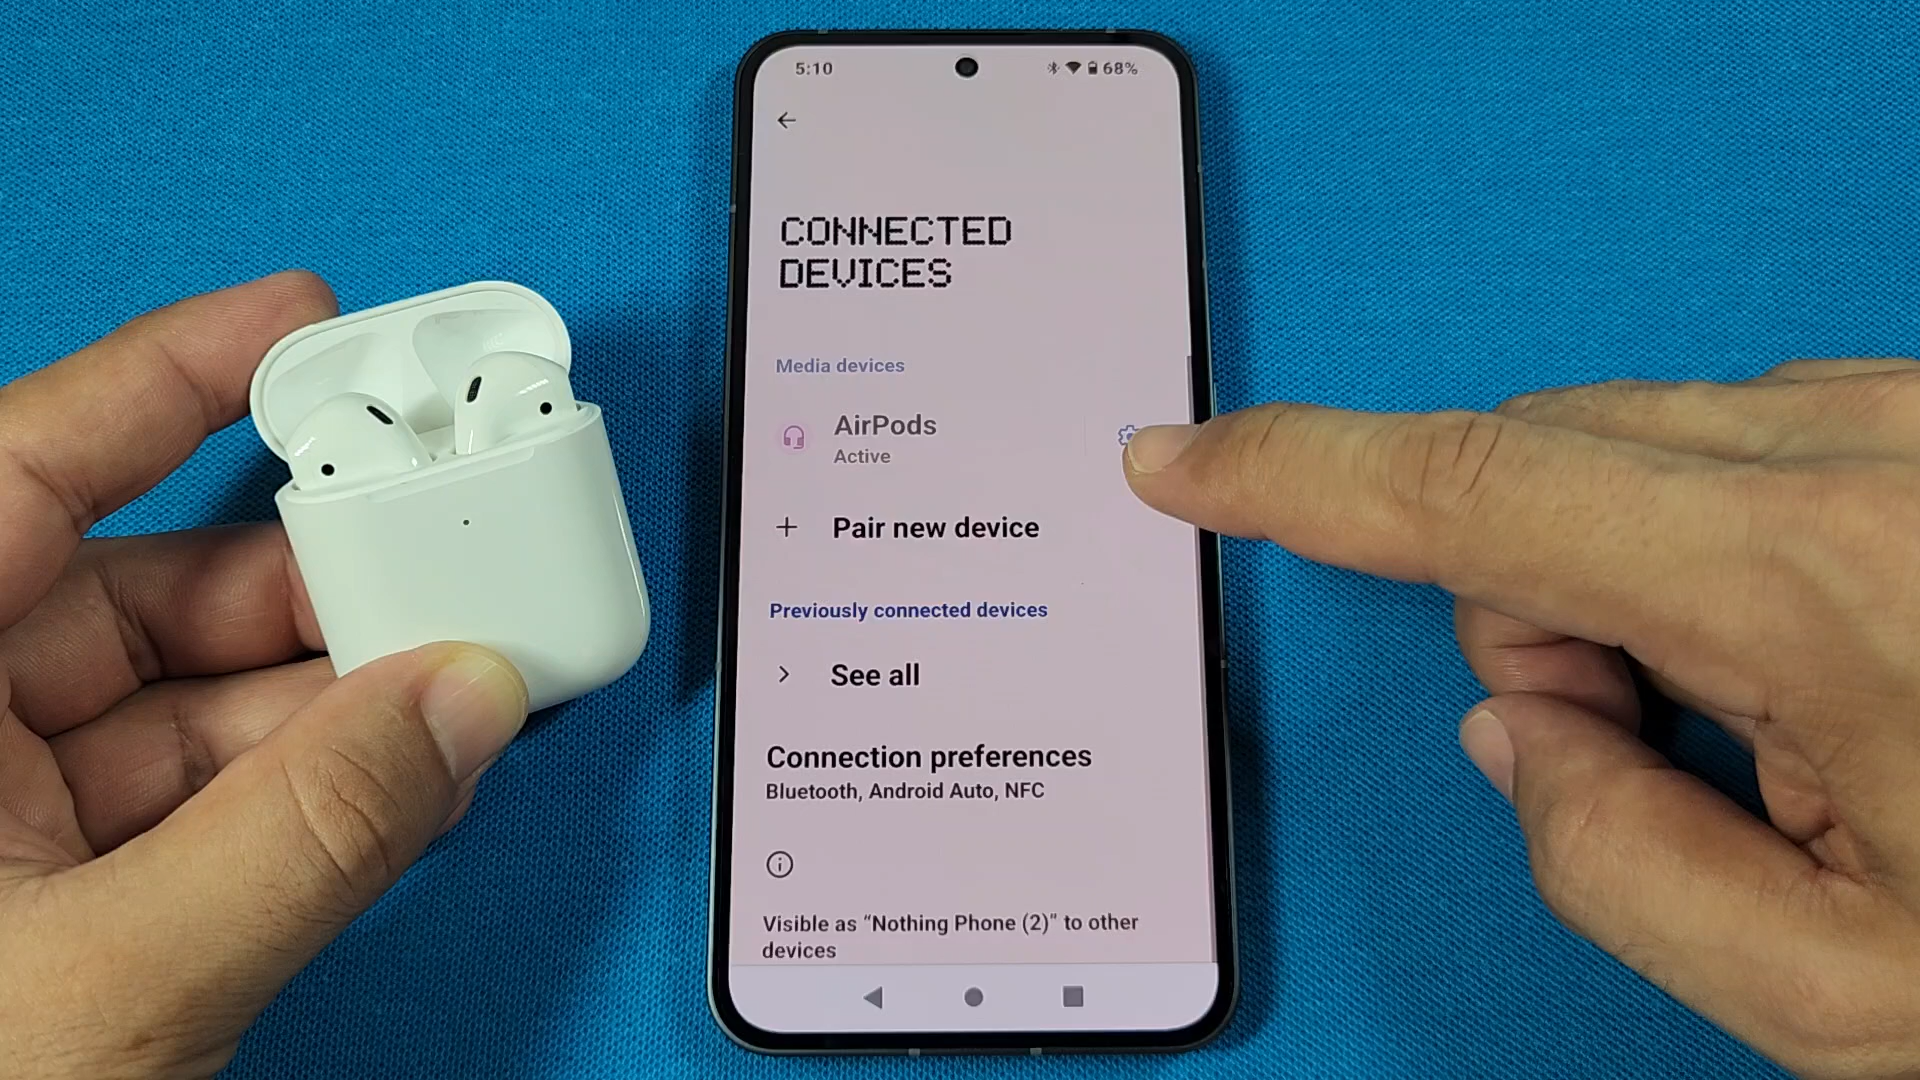 5:10
68%
CONNECTED
DEVICES
Media devices
AirPods
Active
Pair new device
Previously connected devices
See all
Connection preferences
Bluetooth, Android Auto, NFC
Visible as “Nothing Phone (2)” to other
devices